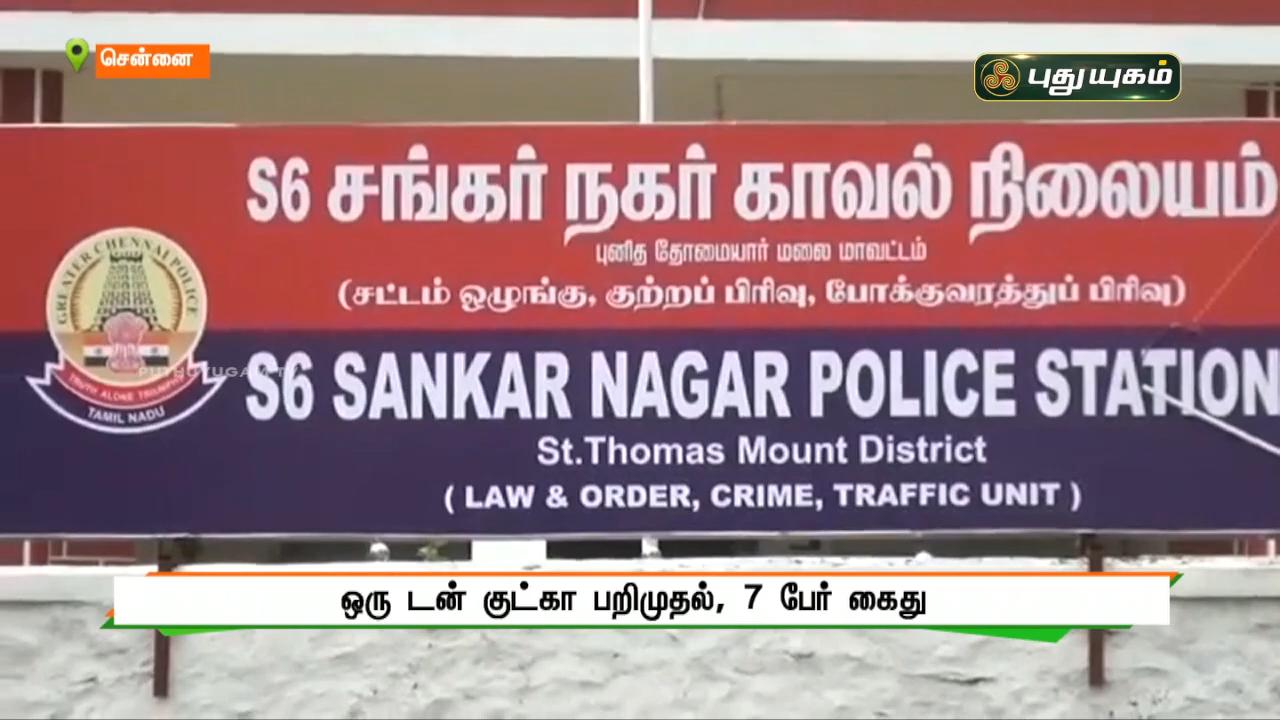 சென்னை
புதுயுகம்
S6 சங்கர் நகர் காவல் நிலையம்
புனித தோமையார் மலை மாவட்டம்
(சட்டம் ஒழுங்கு, குற்றப் பிரிவு, போக்குவரத்துப் பிரிவு)
GREATER CHENNAI POLICE
TRUTH ALONE TRIUMPHS
TAMIL NADU
PUTHUYUGAM TV
S6 SANKAR NAGAR POLICE STATION
St.Thomas Mount District
( LAW & ORDER, CRIME, TRAFFIC UNIT )
ஒரு டன் குட்கா பறிமுதல், 7 பேர் கைது